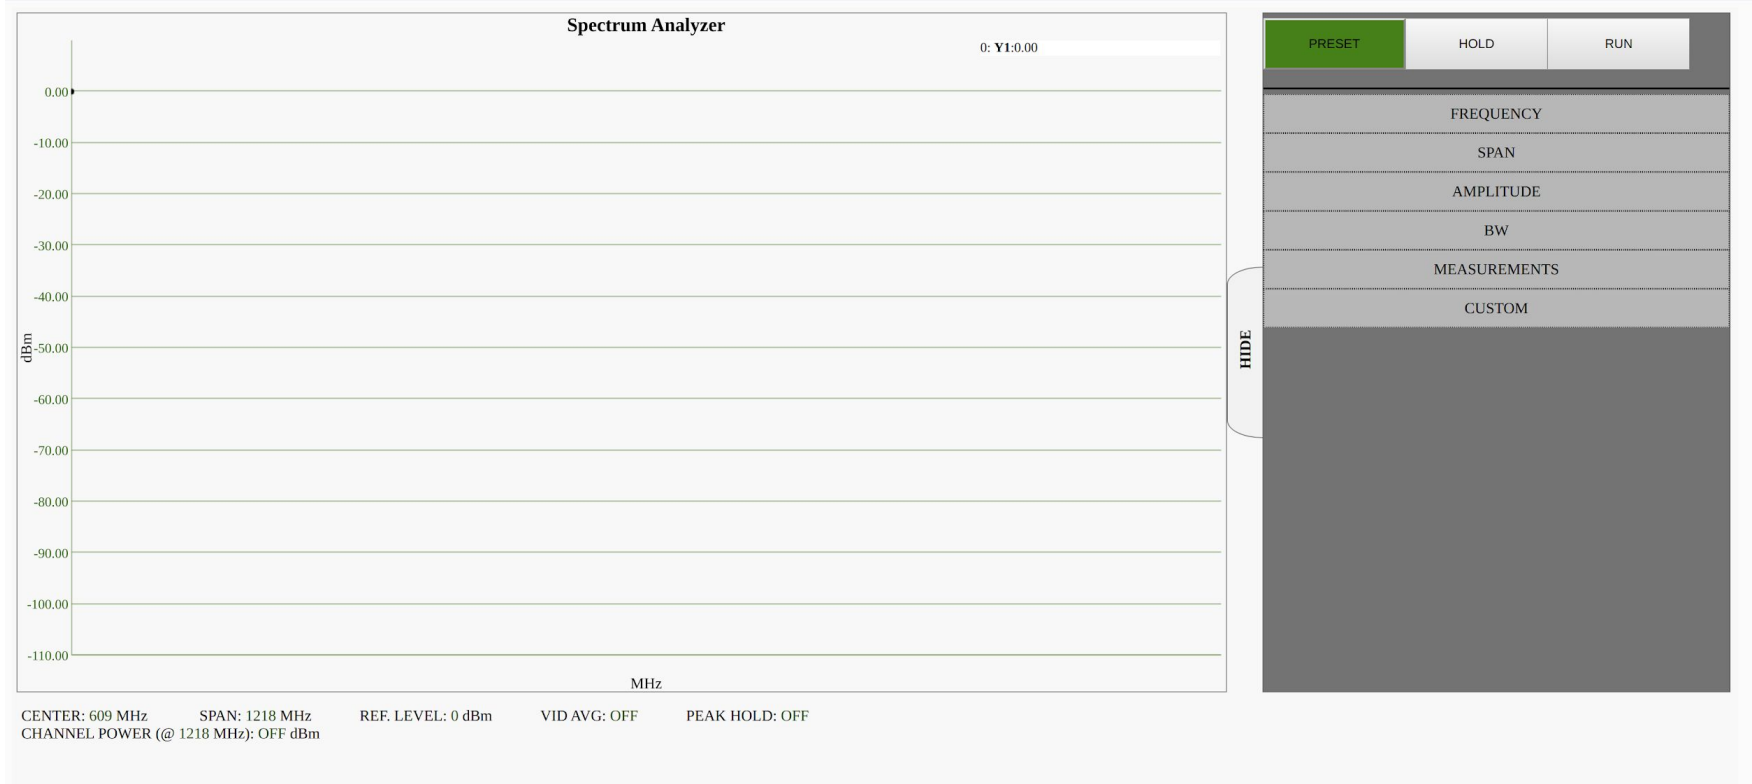 Spectrum Analyzer
0: Y1:0.00
0.00
-10.00
-20.00
-30.00
-40.00
-50.00
-60.00
-70.00
-80.00
-90.00
-100.00
-110.00
dBm
MHz
CENTER: 609 MHz SPAN: 1218 MHz REF. LEVEL: 0 dBm VID AVG: OFF PEAK HOLD: OFF
CHANNEL POWER (@ 1218 MHz): OFF dBm
HIDE
PRESET HOLD RUN
FREQUENCY
SPAN
AMPLITUDE
BW
MEASUREMENTS
CUSTOM